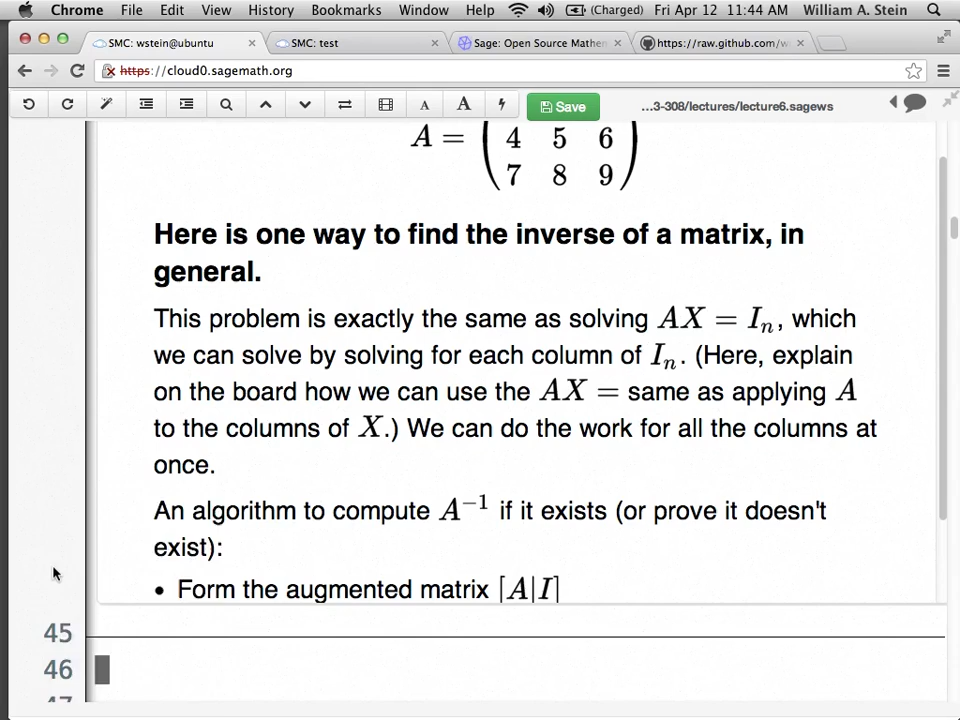 Chrome File Edit View History Bookmarks Window Help (Charged) Fri Apr 12 11:44 AM William A. Stein
SMC: wstein@ubuntu × SMC: test × Sage: Open Source Mathem × https://raw.github.com/w ×
https://cloud0.sagemath.org
A A Save ...3-308/lectures/lecture6.sagews
A = ( 4 5 6
7 8 9 )
Here is one way to find the inverse of a matrix, in
general.
This problem is exactly the same as solving AX = Iₙ, which
we can solve by solving for each column of Iₙ. (Here, explain
on the board how we can use the AX = same as applying A
to the columns of X.) We can do the work for all the columns at
once.
An algorithm to compute A⁻¹ if it exists (or prove it doesn't
exist):
• Form the augmented matrix [A|I]
45
46